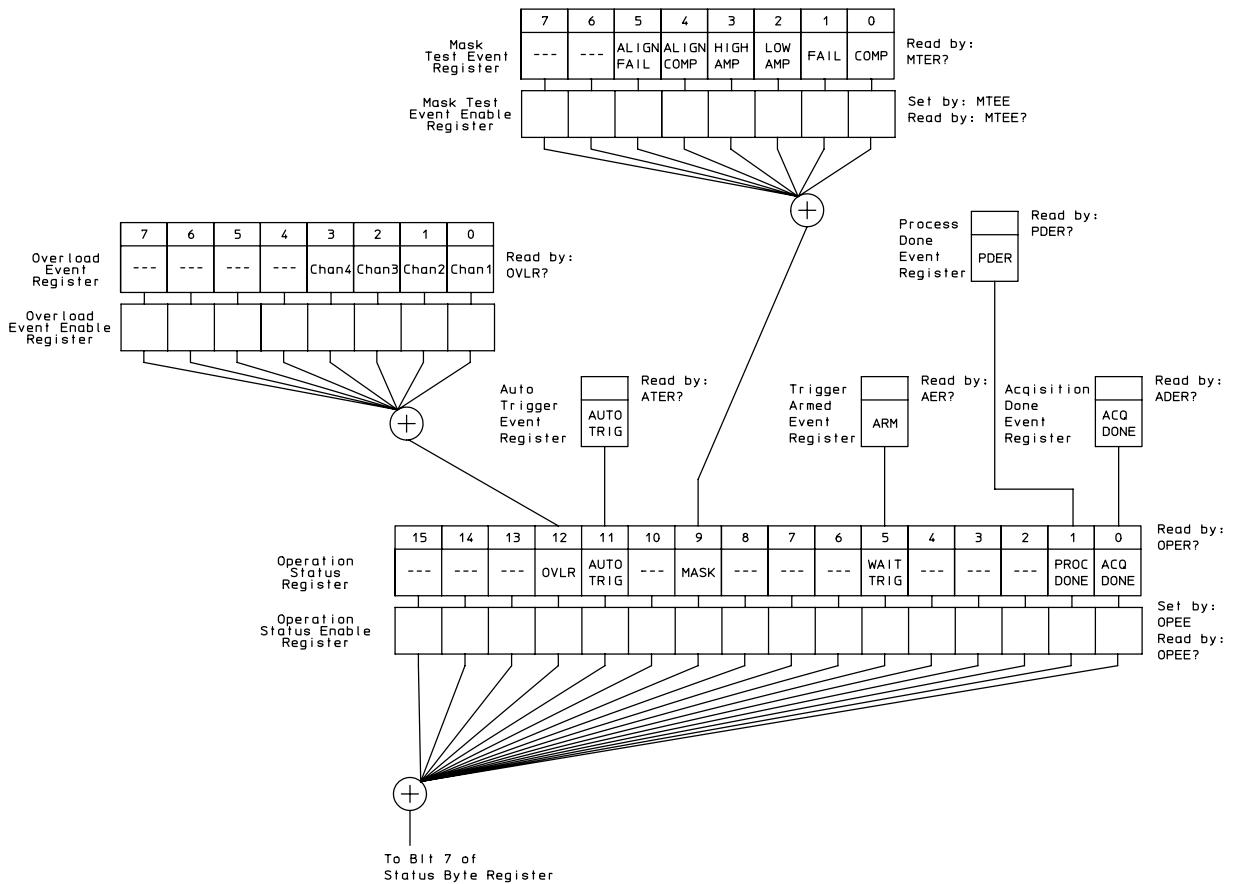 7 6 5 4 3 2 1 0
Mask
Test Event
Register
--- --- ALIGN FAIL ALIGN COMP HIGH AMP LOW AMP FAIL COMP
Read by:
MTER?
Mask Test
Event Enable
Register
Set by: MTEE
Read by: MTEE?
Process
Done
Event
Register
PDER
Read by:
PDER?
7 6 5 4 3 2 1 0
Overload
Event
Register
--- --- --- --- Chan4 Chan3 Chan2 Chan1
Read by:
OVLR?
Overload
Event Enable
Register
Auto
Trigger
Event
Register
AUTO
TRIG
Read by:
ATER?
Trigger
Armed
Event
Register
ARM
Read by:
AER?
Acqisition
Done
Event
Register
ACQ
DONE
Read by:
ADER?
15 14 13 12 11 10 9 8 7 6 5 4 3 2 1 0
Operation
Status
Register
--- --- --- OVLR AUTO TRIG --- MASK --- --- --- WAIT TRIG --- --- --- PROC DONE ACQ DONE
Read by:
OPER?
Operation
Status Enable
Register
Set by:
OPEE
Read by:
OPEE?
To BIt 7 of
Status Byte Register